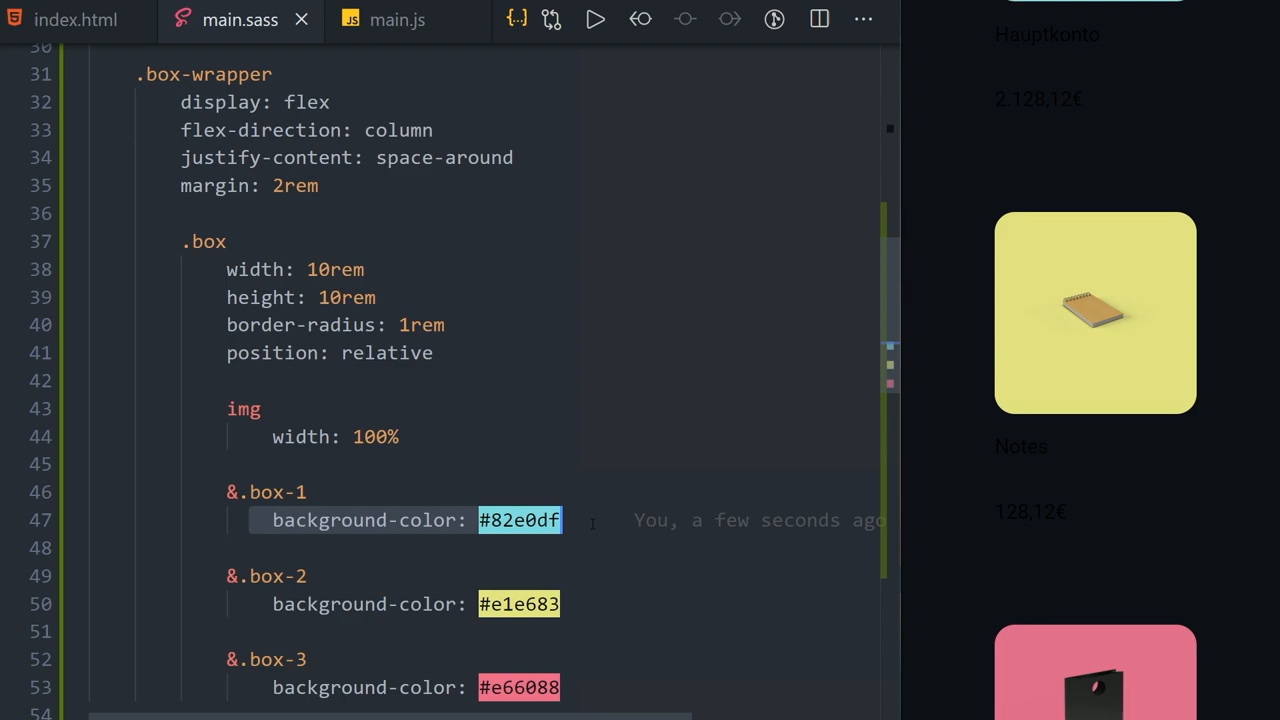 index.html
main.sass
JS main.js
{..}
30
31 .box-wrapper
32 display: flex
33 flex-direction: column
34 justify-content: space-around
35 margin: 2rem
36
37 .box
38 width: 10rem
39 height: 10rem
40 border-radius: 1rem
41 position: relative
42
43 img
44 width: 100%
45
46 &.box-1
47 background-color: #82e0df You, a few seconds ago
48
49 &.box-2
50 background-color: #e1e683
51
52 &.box-3
53 background-color: #e66088
54
Hauptkonto
2.128,12€
Notes
128,12€